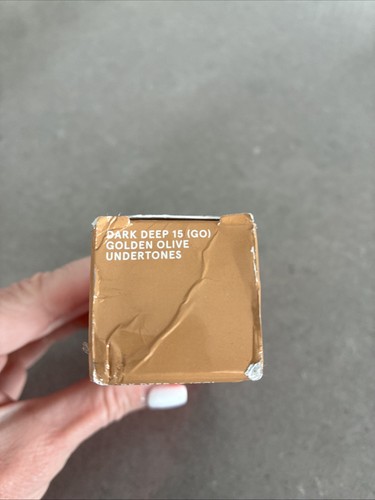 DARK DEEP 15 (GO)
GOLDEN OLIVE
UNDERTONES